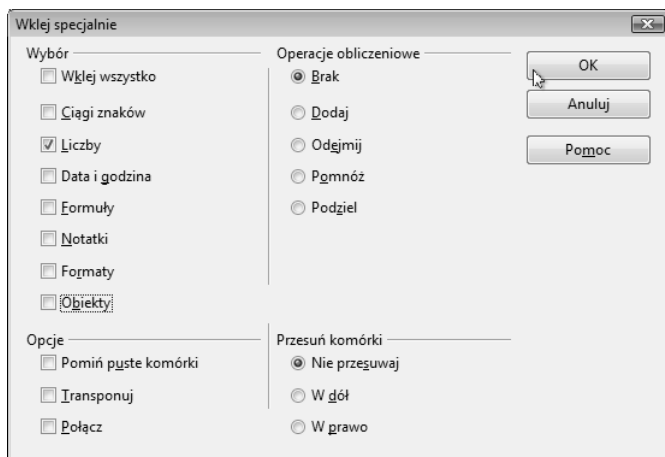 Wklej specjalnie
Wybór
Wklej wszystko
Ciągi znaków
Liczby
Data i godzina
Formuły
Notatki
Formaty
Obiekty
Operacje obliczeniowe
Brak
Dodaj
Odejmij
Pomnóż
Podziel
OK
Anuluj
Pomoc
Opcje
Pomiń puste komórki
Transponuj
Połącz
Przesuń komórki
Nie przesuwaj
W dół
W prawo